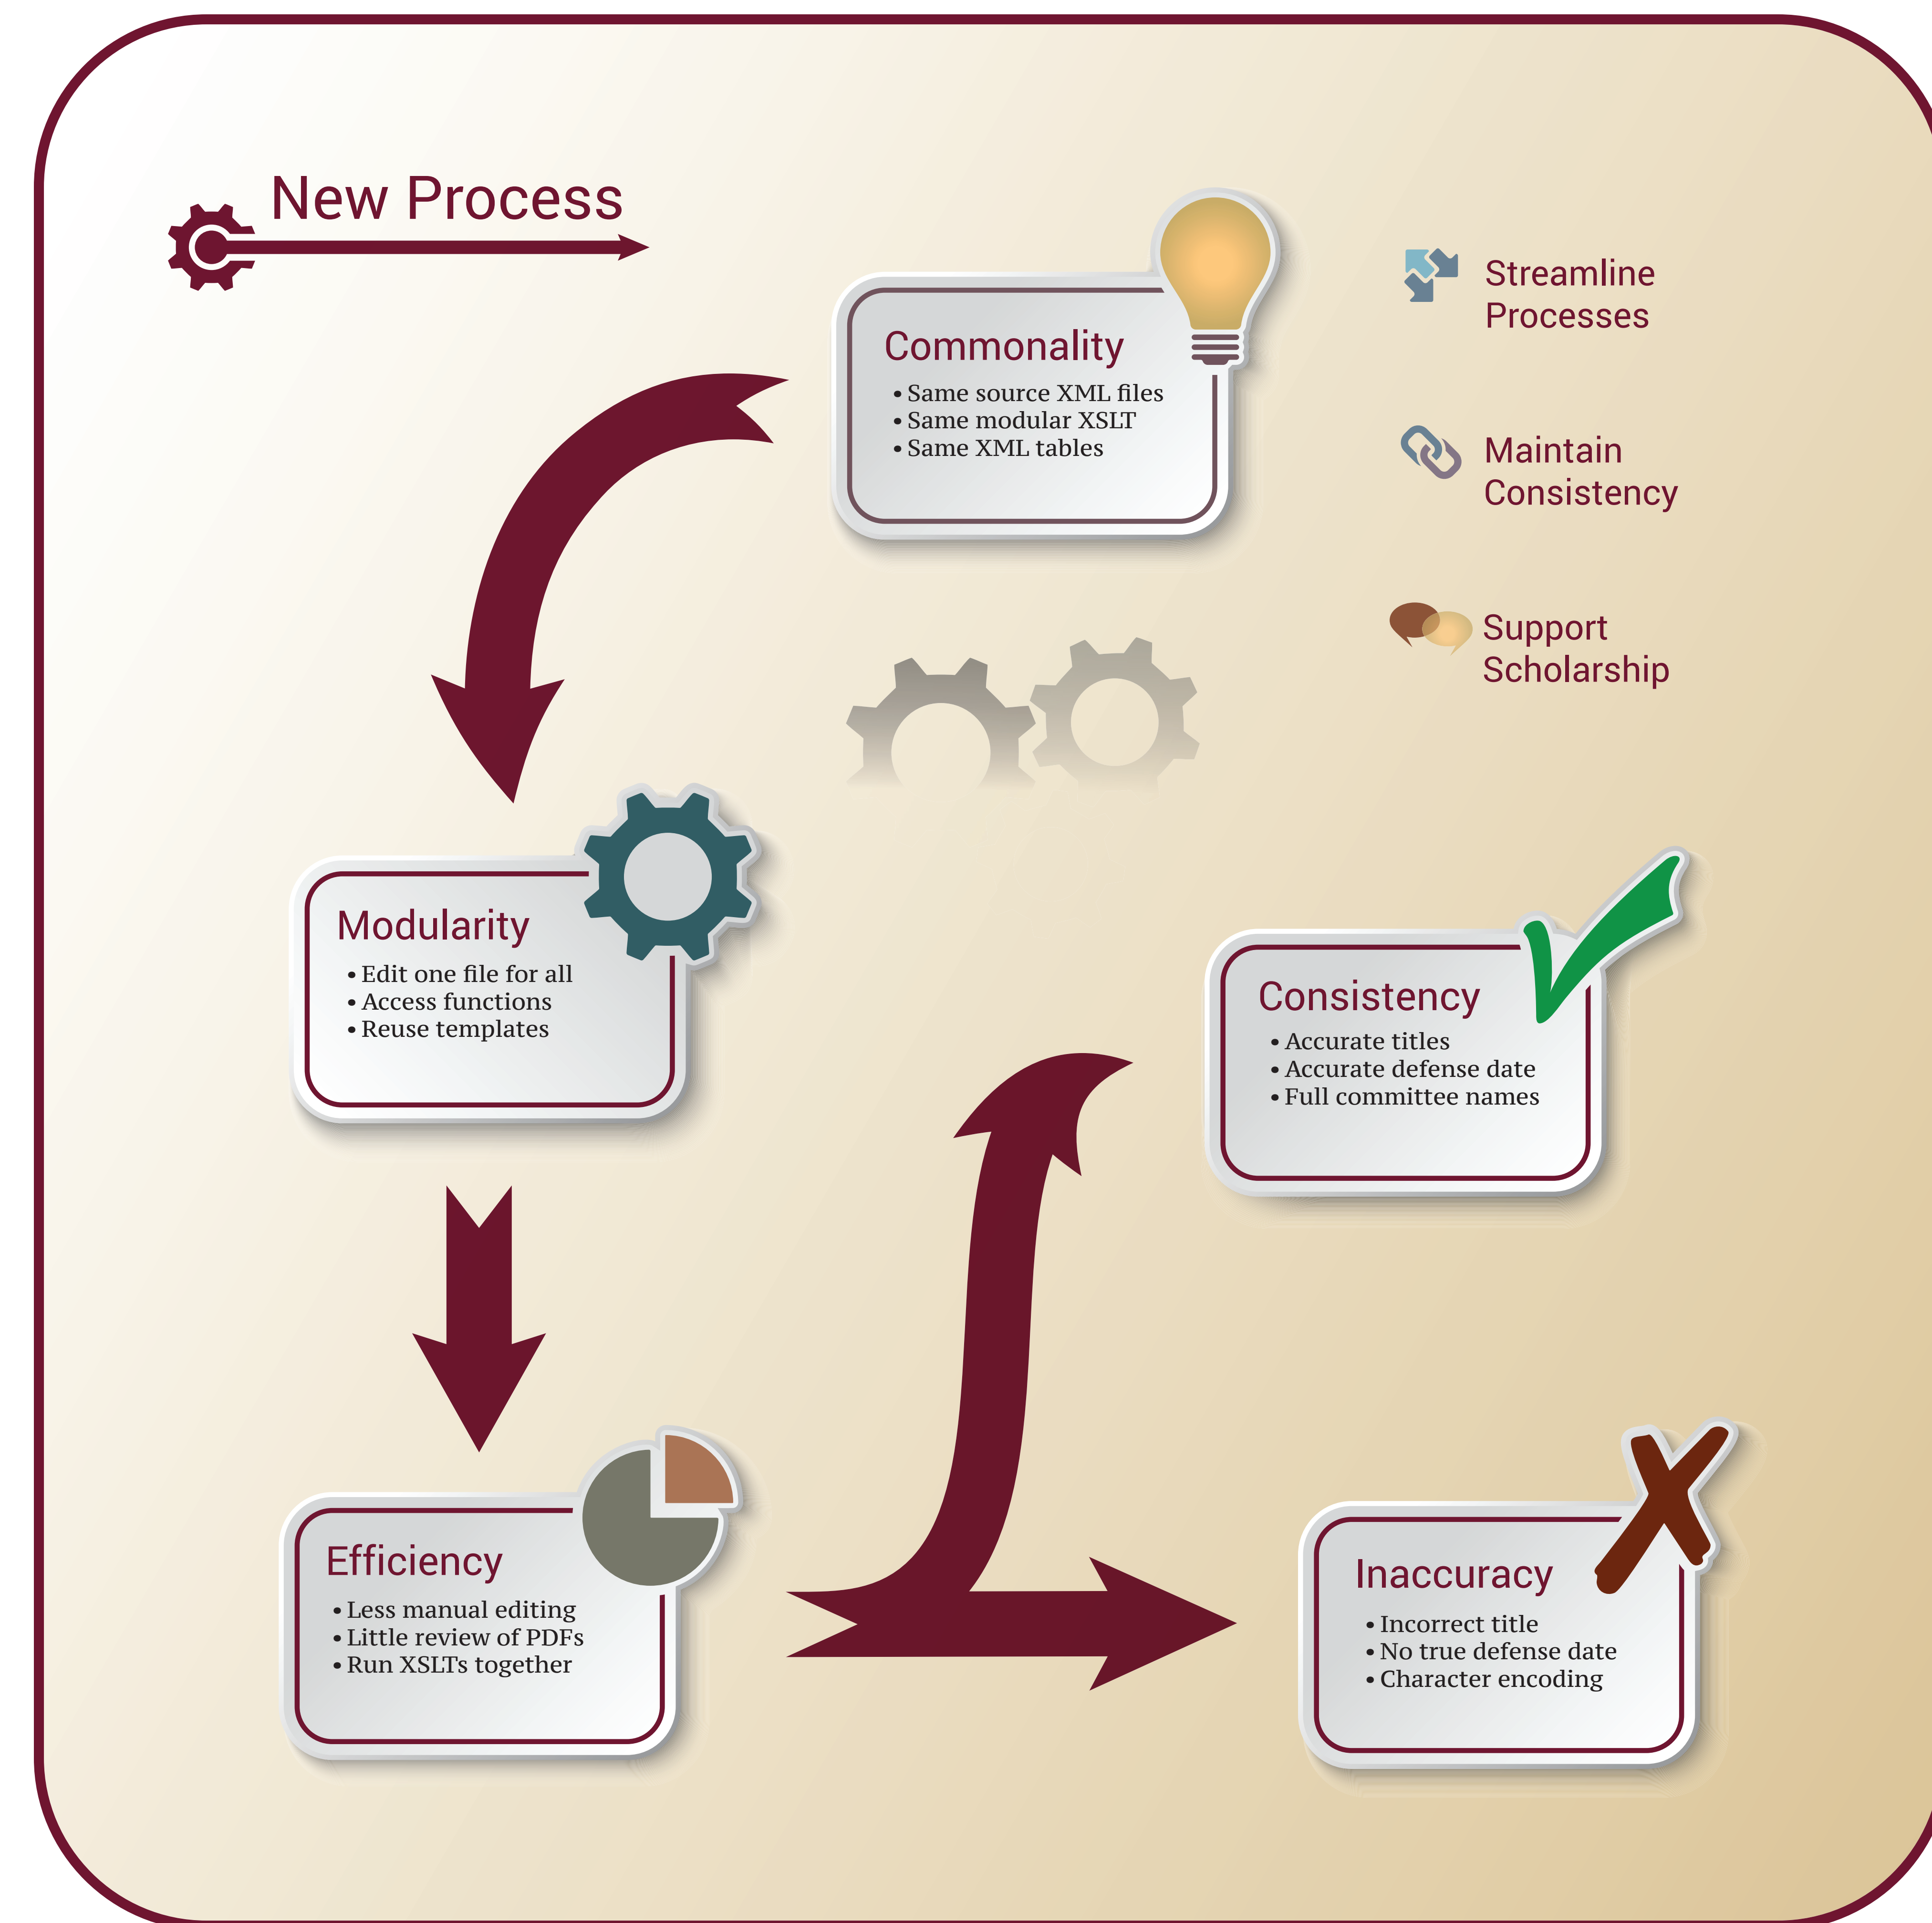 New Process
Commonality
• Same source XML files
• Same modular XSLT
• Same XML tables
Streamline
Processes
Maintain
Consistency
Support
Scholarship
Modularity
• Edit one file for all
• Access functions
• Reuse templates
Consistency
• Accurate titles
• Accurate defense date
• Full committee names
Efficiency
• Less manual editing
• Little review of PDFs
• Run XSLTs together
Inaccuracy
• Incorrect title
• No true defense date
• Character encoding